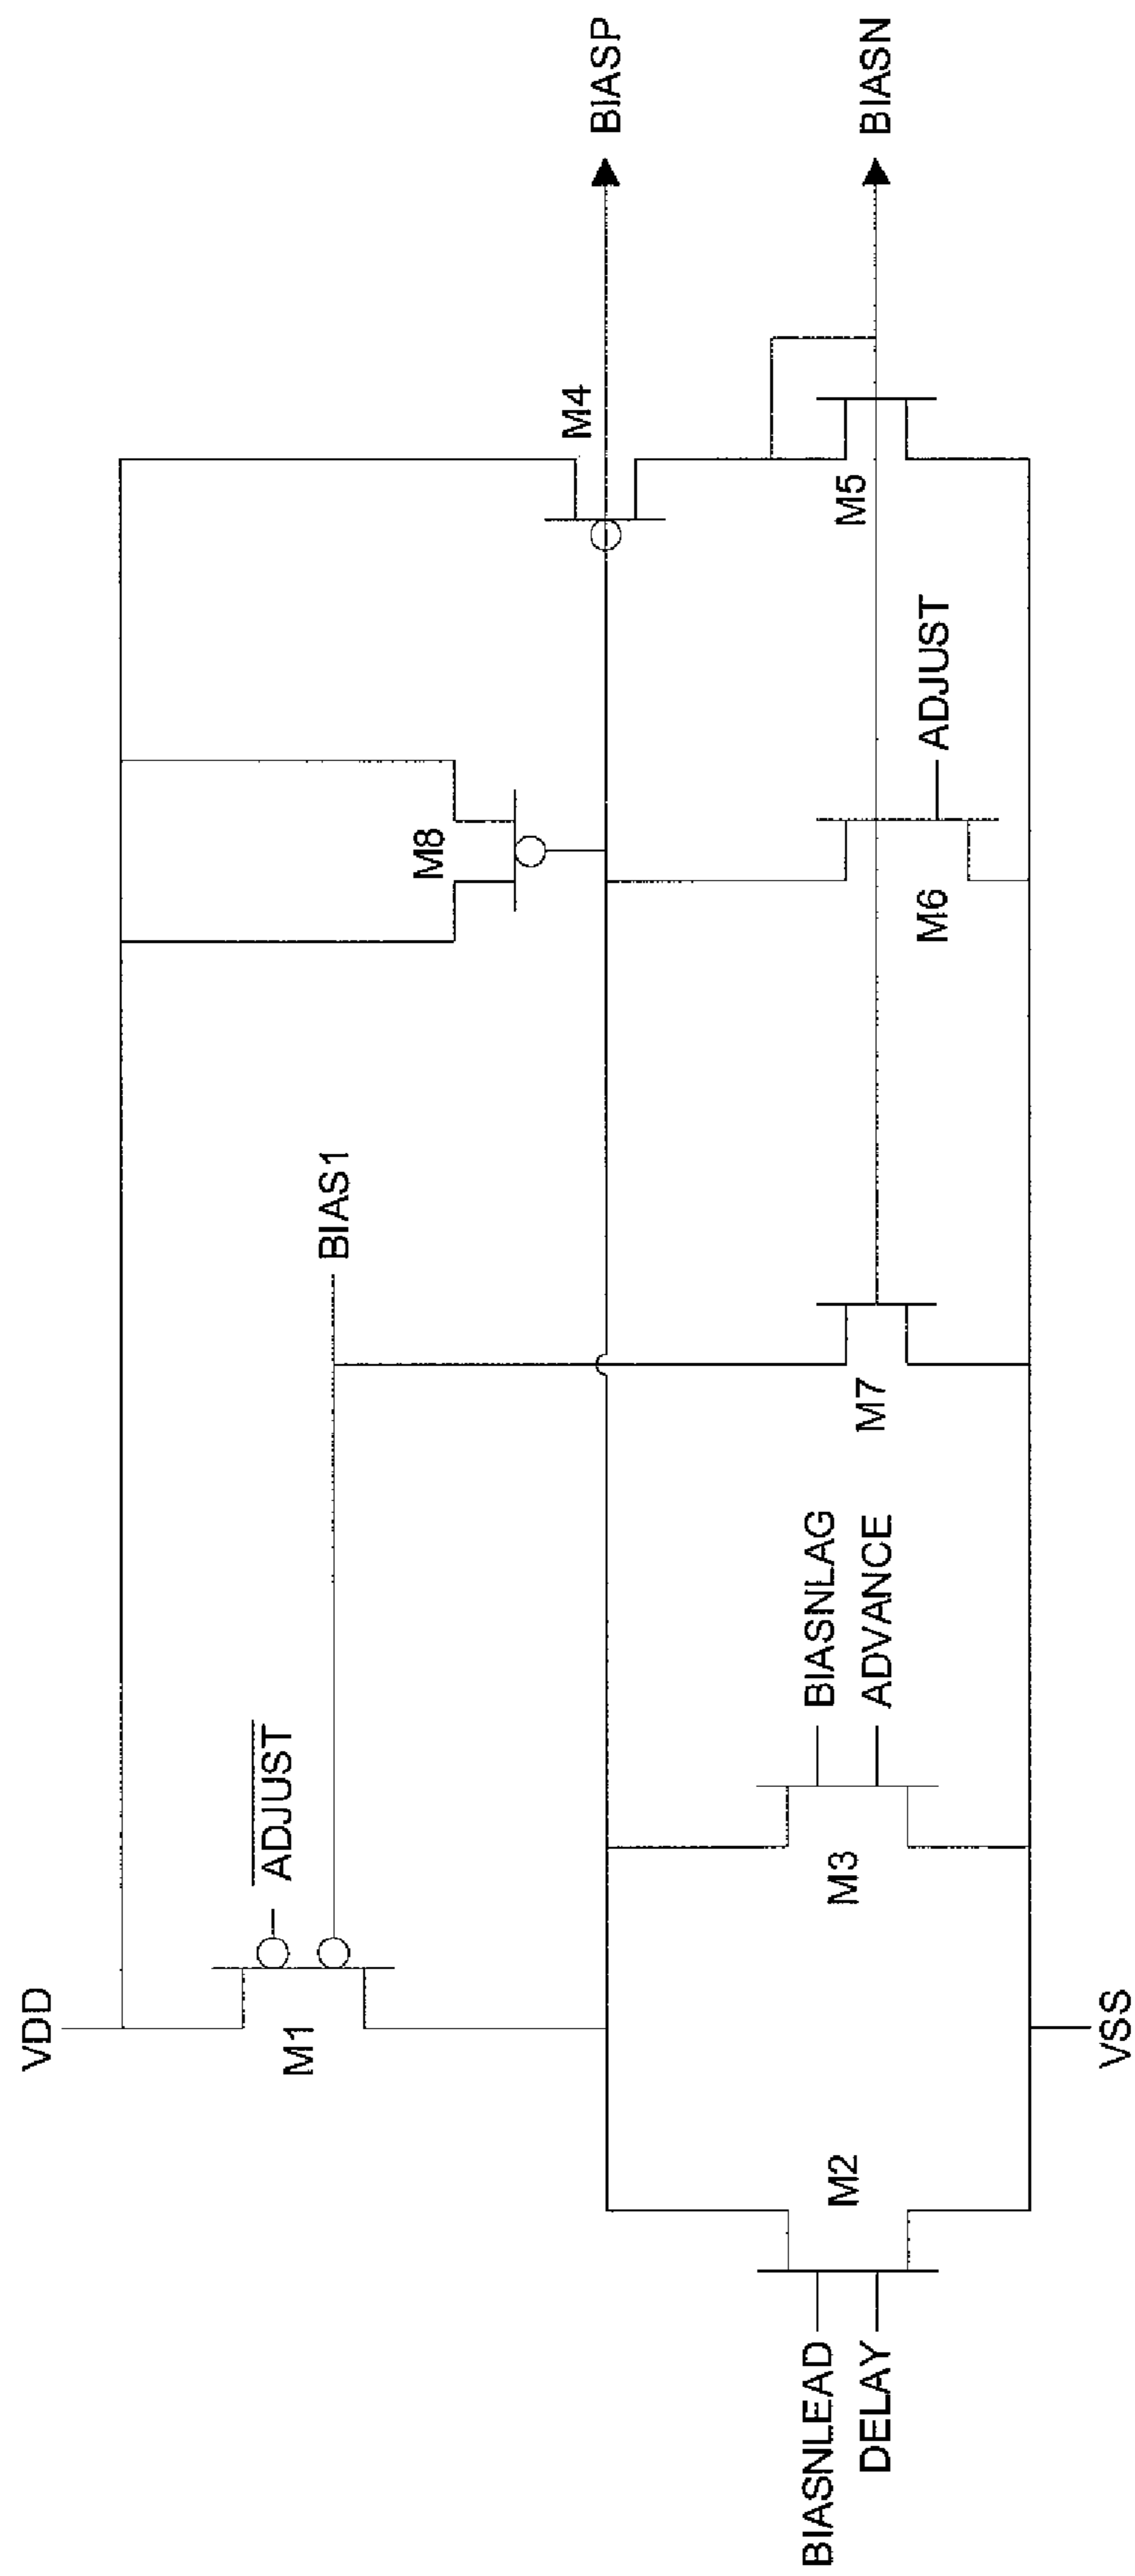 VDD
M1
ADJUST
BIAS1
M8
M4
BIASP
BIASNLEAD
DELAY
M2
M3
BIASNLAG
ADVANCE
M7
M6
ADJUST
M5
BIASN
VSS